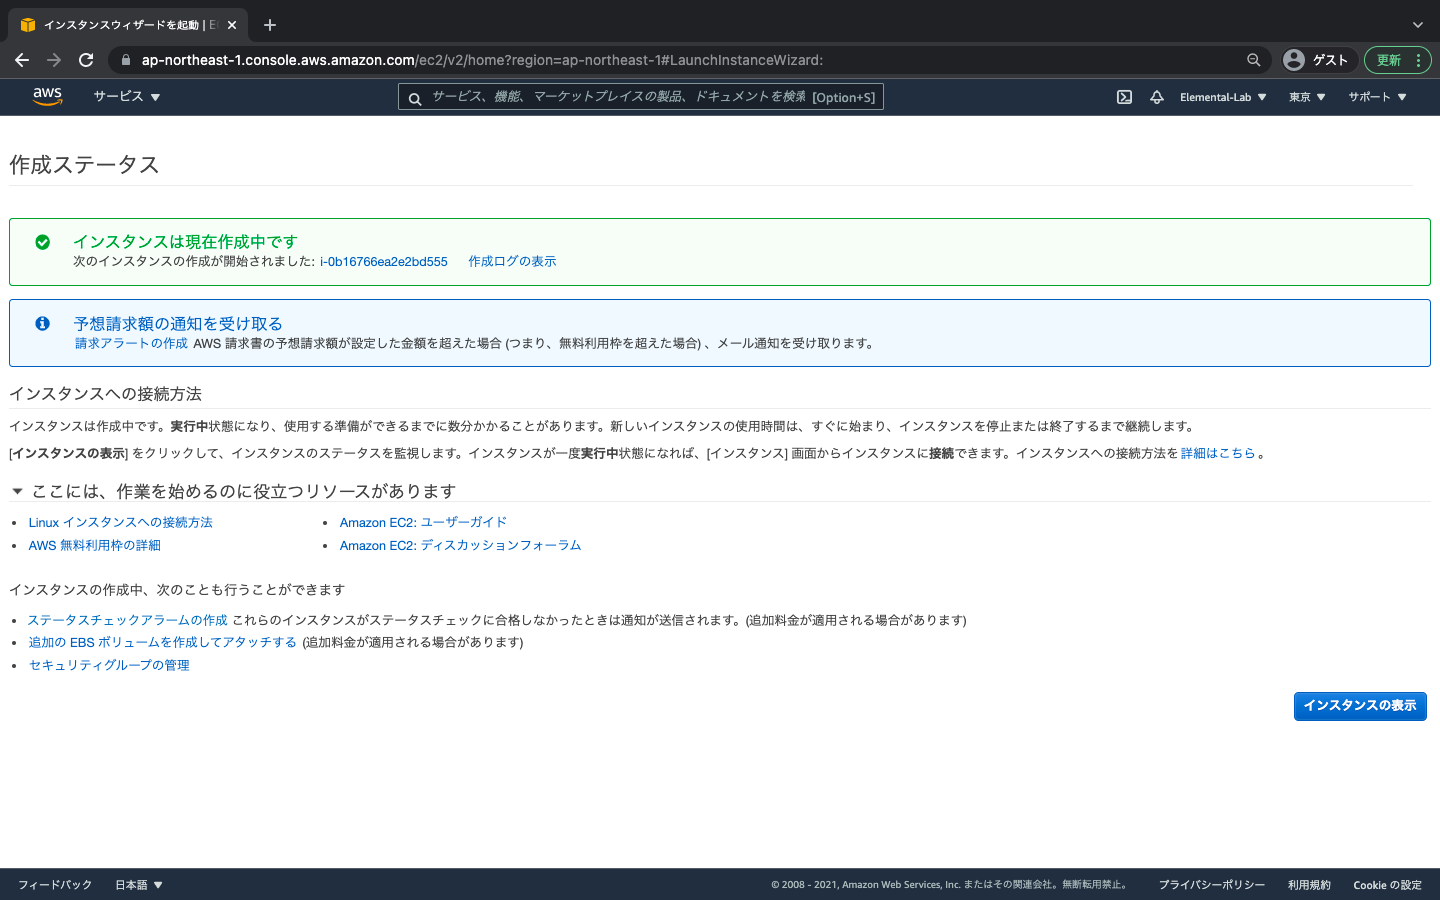 インスタンスウィザードを起動 | E
ap-northeast-1.console.aws.amazon.com/ec2/v2/home?region=ap-northeast-1#LaunchInstanceWizard:
ゲスト
更新
aws
サービス
サービス、機能、マーケットプレイスの製品、ドキュメントを検索 [Option+S]
Elemental-Lab
東京
サポート
作成ステータス
インスタンスは現在作成中です
次のインスタンスの作成が開始されました: i-0b16766ea2e2bd555 作成ログの表示
予想請求額の通知を受け取る
請求アラートの作成 AWS 請求書の予想請求額が設定した金額を超えた場合 (つまり、無料利用枠を超えた場合) 、メール通知を受け取ります。
インスタンスへの接続方法
インスタンスは作成中です。実行中状態になり、使用する準備ができるまでに数分かかることがあります。新しいインスタンスの使用時間は、すぐに始まり、インスタンスを停止または終了するまで継続します。
[インスタンスの表示] をクリックして、インスタンスのステータスを監視します。インスタンスが一度実行中状態になれば、[インスタンス] 画面からインスタンスに接続できます。インスタンスへの接続方法を 詳細はこちら 。
ここには、作業を始めるのに役立つリソースがあります
• Linux インスタンスへの接続方法
• AWS 無料利用枠の詳細
• Amazon EC2: ユーザーガイド
• Amazon EC2: ディスカッションフォーラム
インスタンスの作成中、次のことも行うことができます
• ステータスチェックアラームの作成 これらのインスタンスがステータスチェックに合格しなかったときは通知が送信されます。(追加料金が適用される場合があります)
• 追加の EBS ボリュームを作成してアタッチする (追加料金が適用される場合があります)
• セキュリティグループの管理
インスタンスの表示
フィードバック
日本語
© 2008 - 2021, Amazon Web Services, Inc. またはその関連会社。無断転用禁止。
プライバシーポリシー
利用規約
Cookie の設定